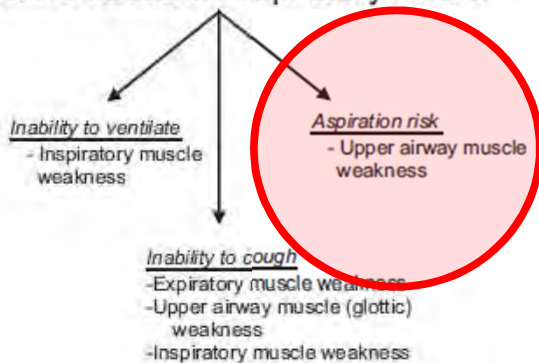 Inability to ventilate
- Inspiratory muscle
weakness
Aspiration risk
- Upper airway muscle
weakness
Inability to cough
-Expiratory muscle weakness
-Upper airway muscle (glottic)
weakness
-Inspiratory muscle weakness